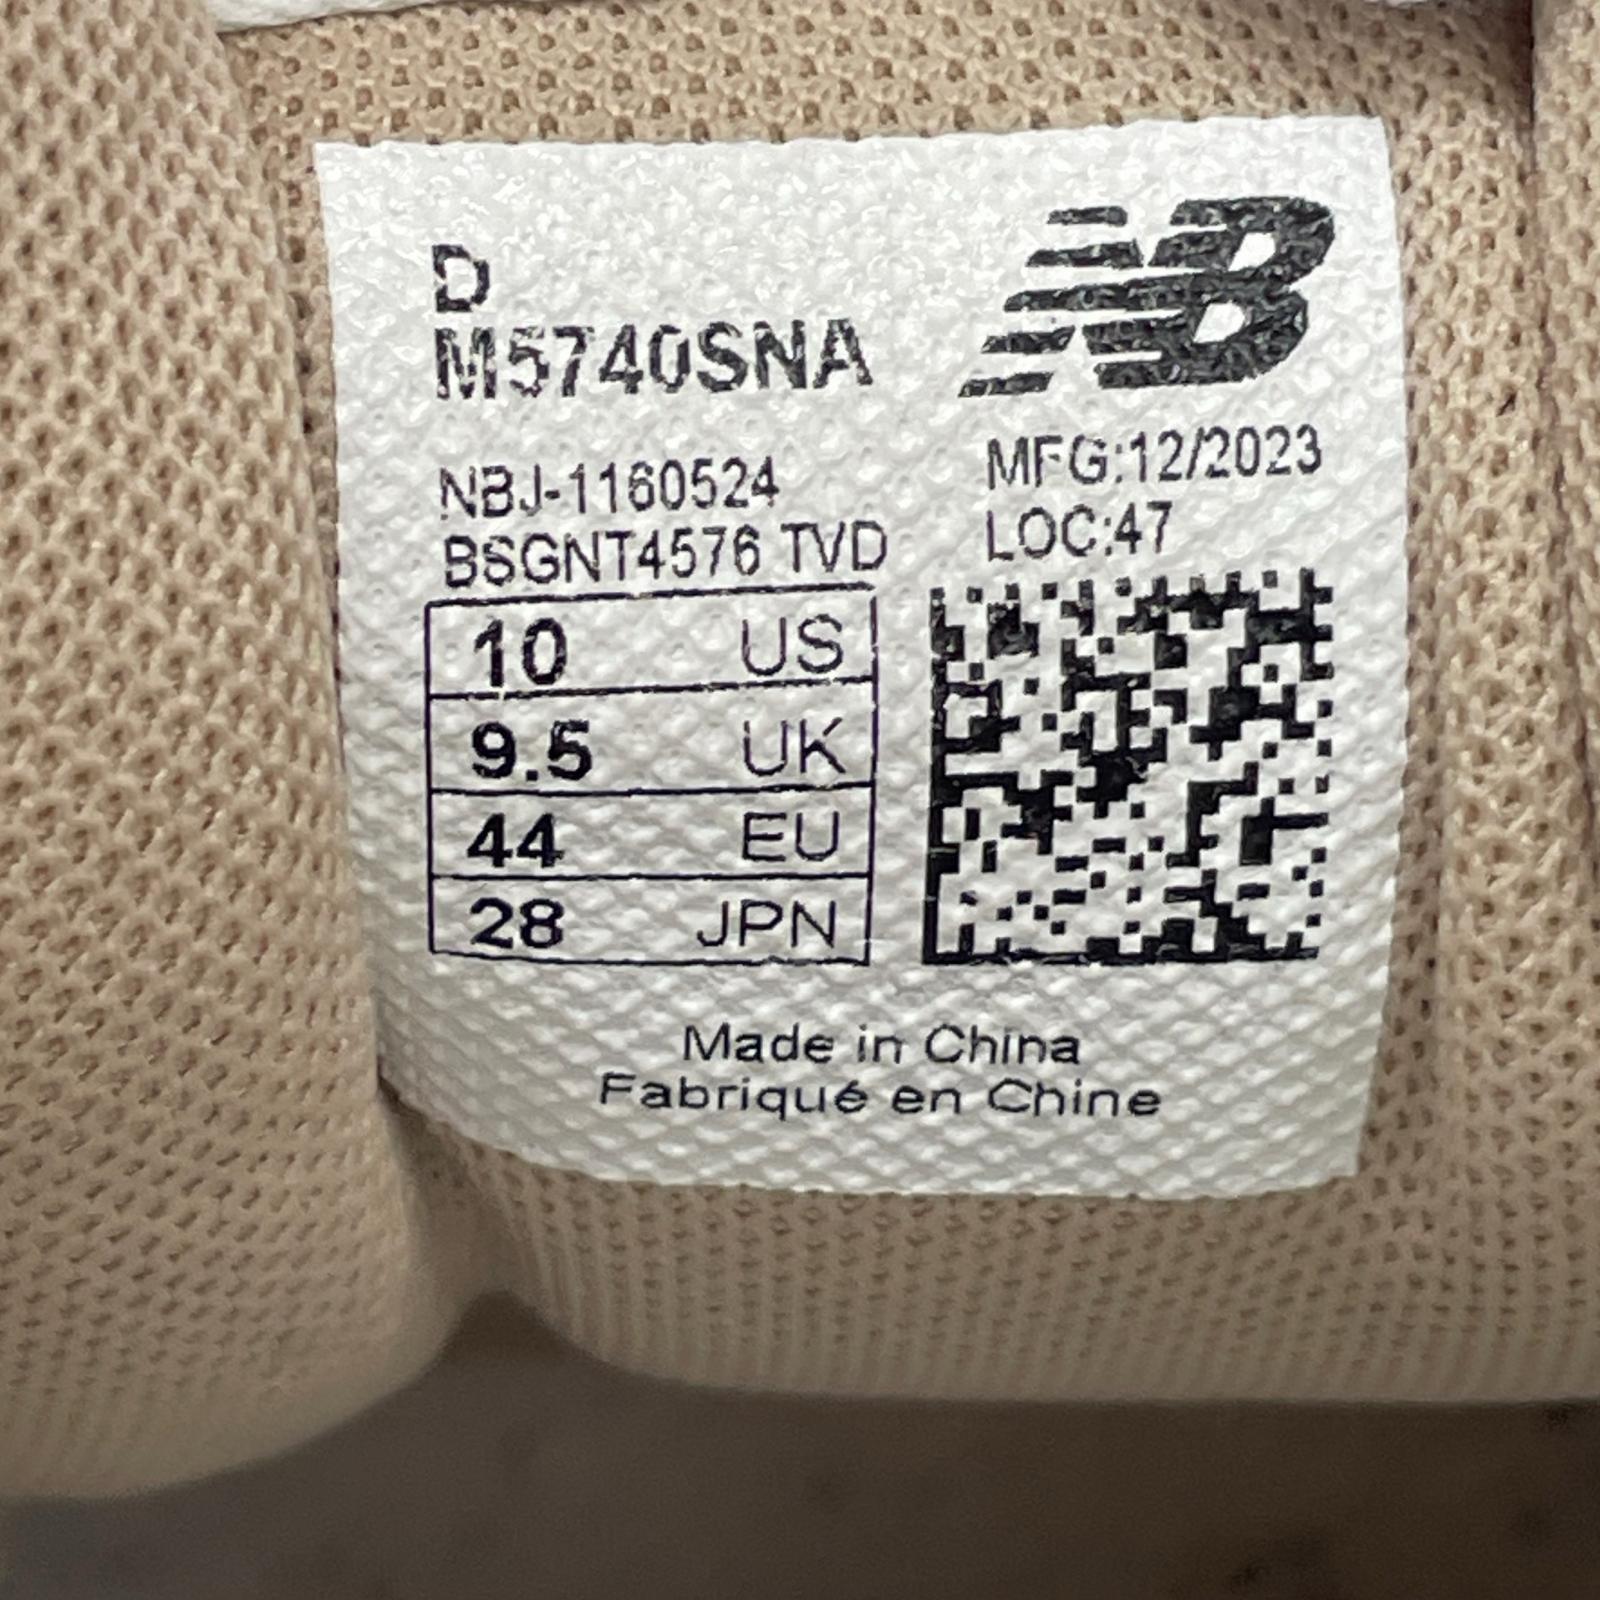 D
M5740SNA
NB
NBJ-1160524
BSGNT4576 TVD
MFG:12/2023
LOC:47
10 US
9.5 UK
44 EU
28 JPN
Made in China
Fabriqué en Chine